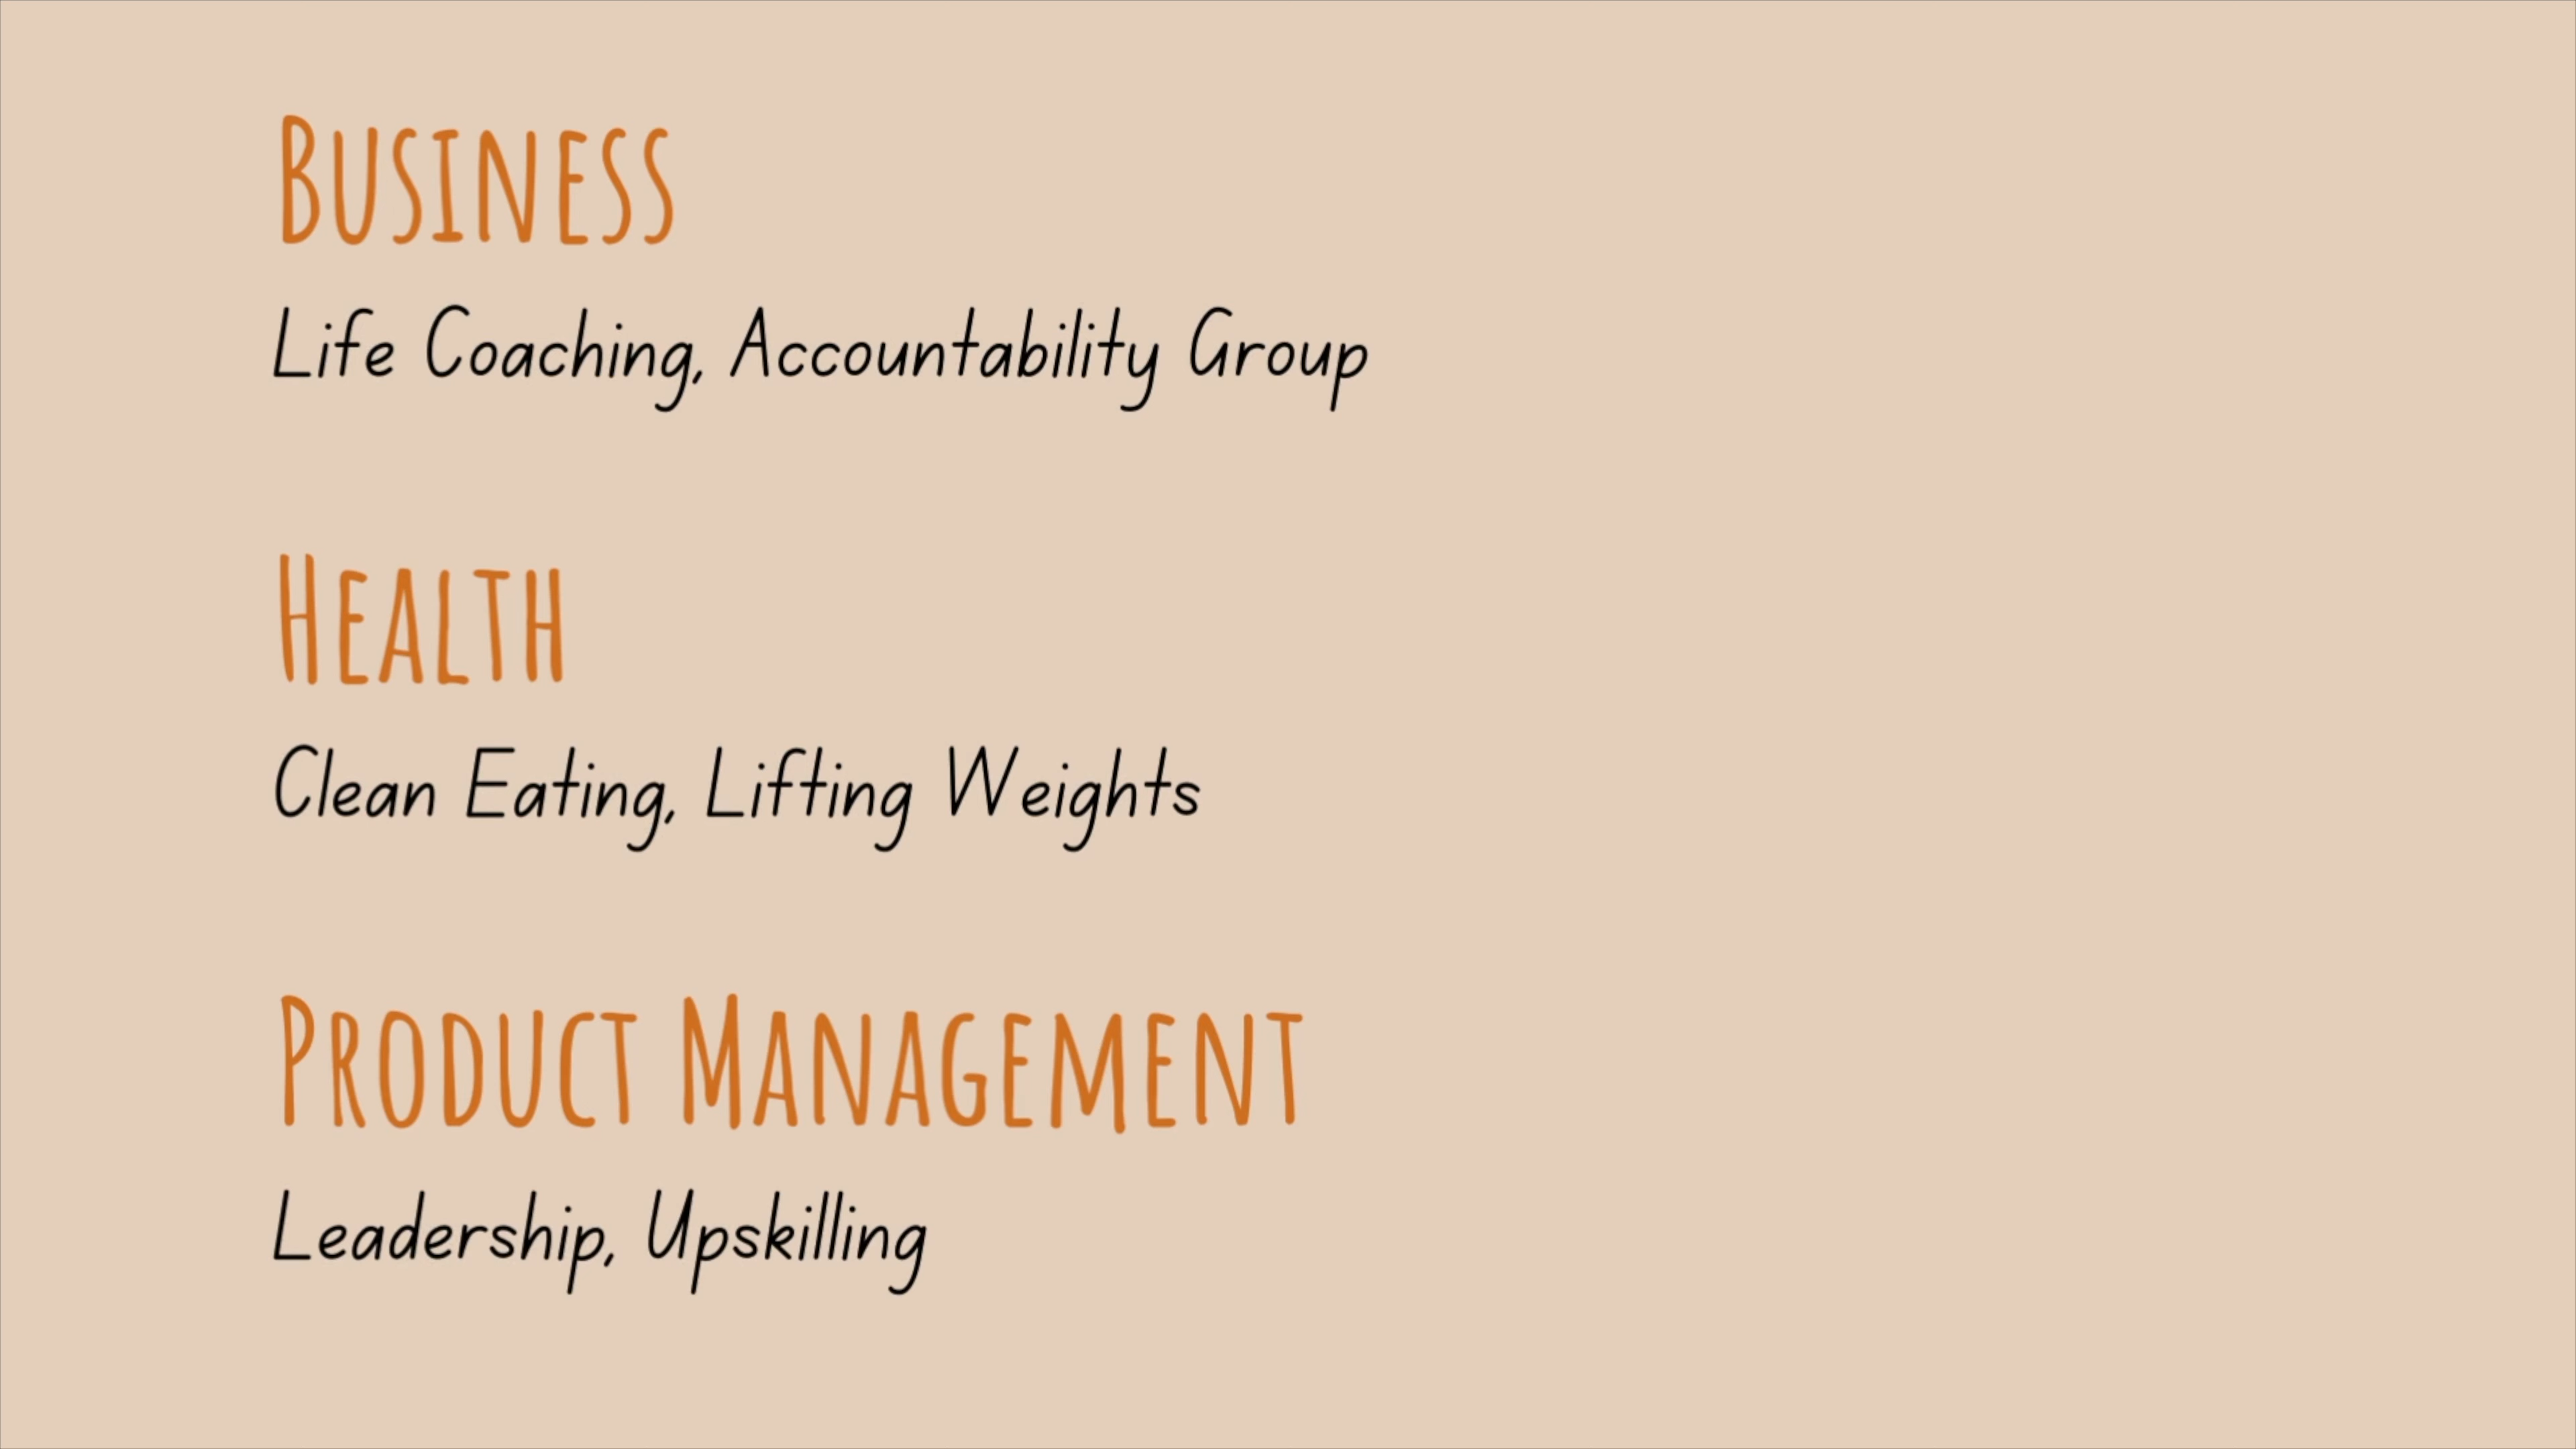 Business
Life Coaching, Accountability Group
Health
Clean Eating, Lifting Weights
Product Management
Leadership, Upskilling